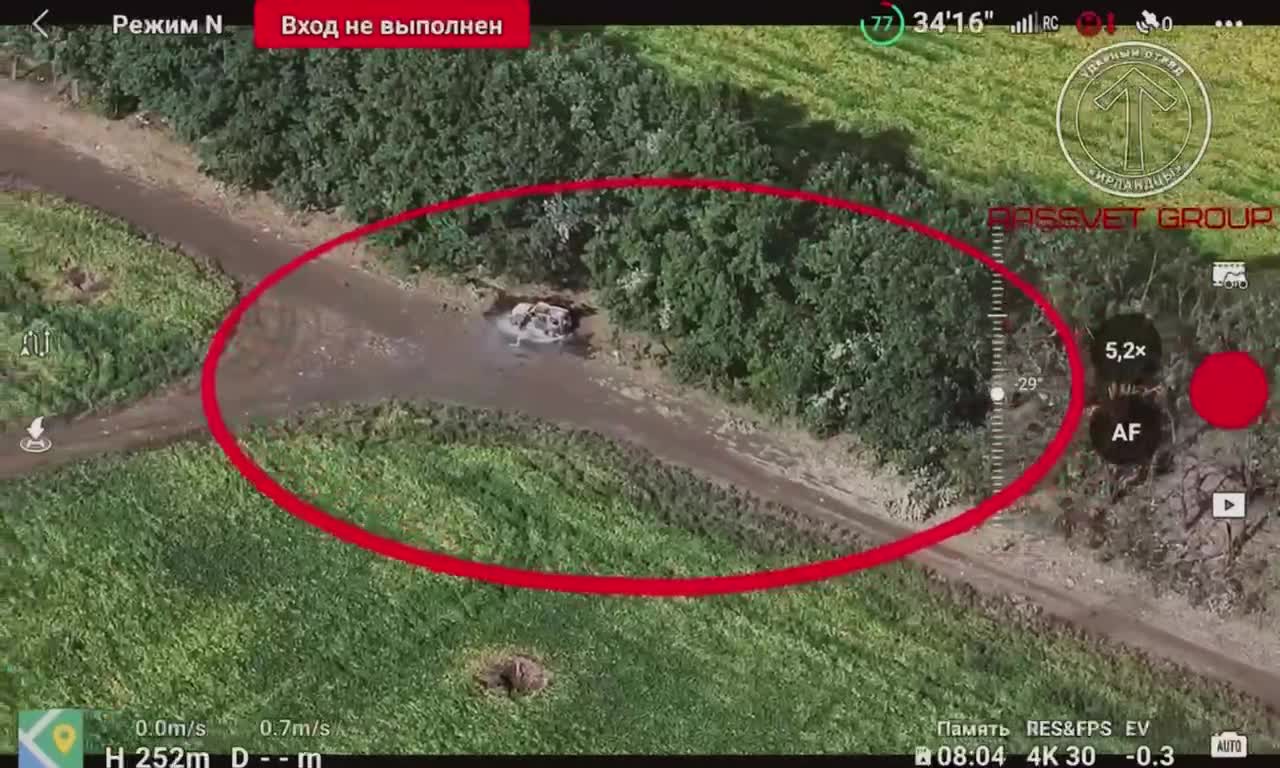 Режим N
Вход не выполнен
77
34'16"
RC
0
УДАРНЫЙ ОТРЯД
"ИРЛАНДЦЫ"
RASSVET GROUP
5,2×
-29°
AF
0.0m/s 0.7m/s
H 252m D - - m
Память RES&FPS EV
08:04 4K 30 -0.3
AUTO